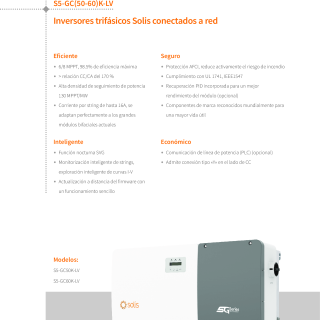 S5-GC(50-60)K-LV
Inversores trifásicos Solis conectados a red
Eficiente
6/8 MPPT, 98.5% de eficiencia máxima
> relación CC/CA del 170 %
Alta densidad de seguimiento de potencia
(
Corriente por string de hasta 16A, se
adaptan perfectamente a los grandes
módulos bifaciales actuales
Seguro
Protección AFCI, reduce activamente el riesgo de incendio
Cumplimiento con UL 1741, IEEE1547
Recuperación PID incorporada para un mejor
rendimiento del módulo (opcional)
Componentes de marca reconocidos mundialmente para
una mayor vida útil
Inteligente
Función nocturna SVG
Monitorización inteligente de strings,
exploración inteligente de curvas I-V
Actualización a distancia del firmware con
un funcionamiento sencillo
Económico
Comunicación de línea de potencia (PLC) (opcional)
Admite conexión tipo «Y» en el lado de CC
Modelos:
S5-GC50K-LV
S5-GC60K-LV
solis
5G